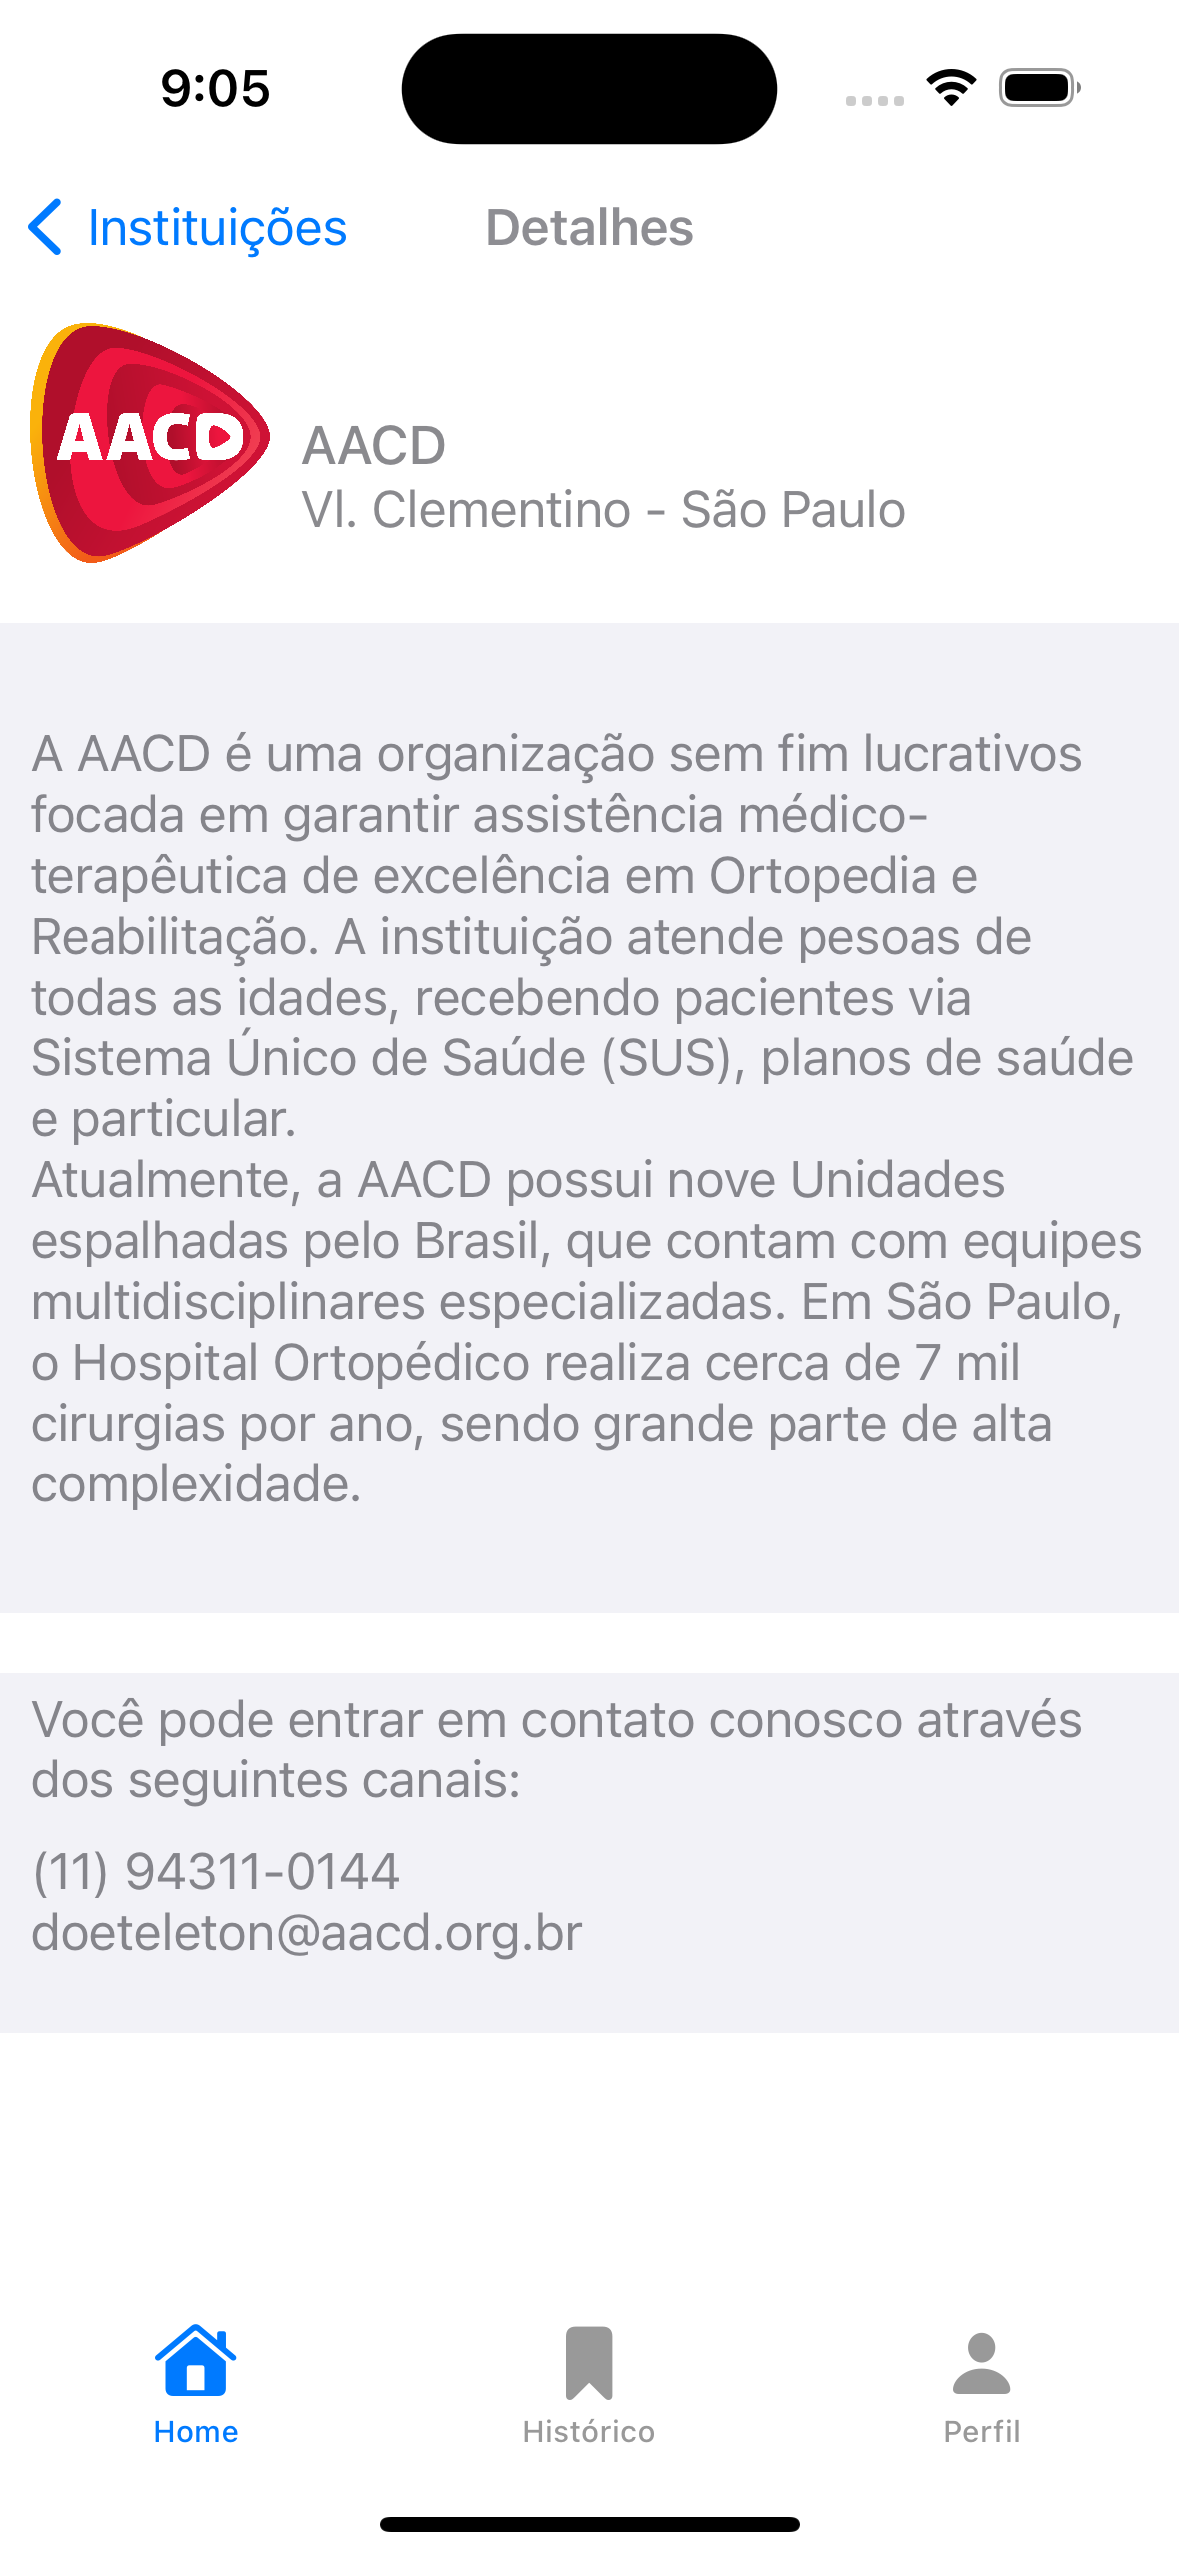 9:05
Instituições
Detalhes
AACD
AACD
Vl. Clementino - São Paulo
A AACD é uma organização sem fim lucrativos
focada em garantir assistência médico-
terapêutica de excelência em Ortopedia e
Reabilitação. A instituição atende pesoas de
todas as idades, recebendo pacientes via
Sistema Único de Saúde (SUS), planos de saúde
e particular.
Atualmente, a AACD possui nove Unidades
espalhadas pelo Brasil, que contam com equipes
multidisciplinares especializadas. Em São Paulo,
o Hospital Ortopédico realiza cerca de 7 mil
cirurgias por ano, sendo grande parte de alta
complexidade.
Você pode entrar em contato conosco através
dos seguintes canais:
(11) 94311-0144
doeteleton@aacd.org.br
Home
Histórico
Perfil